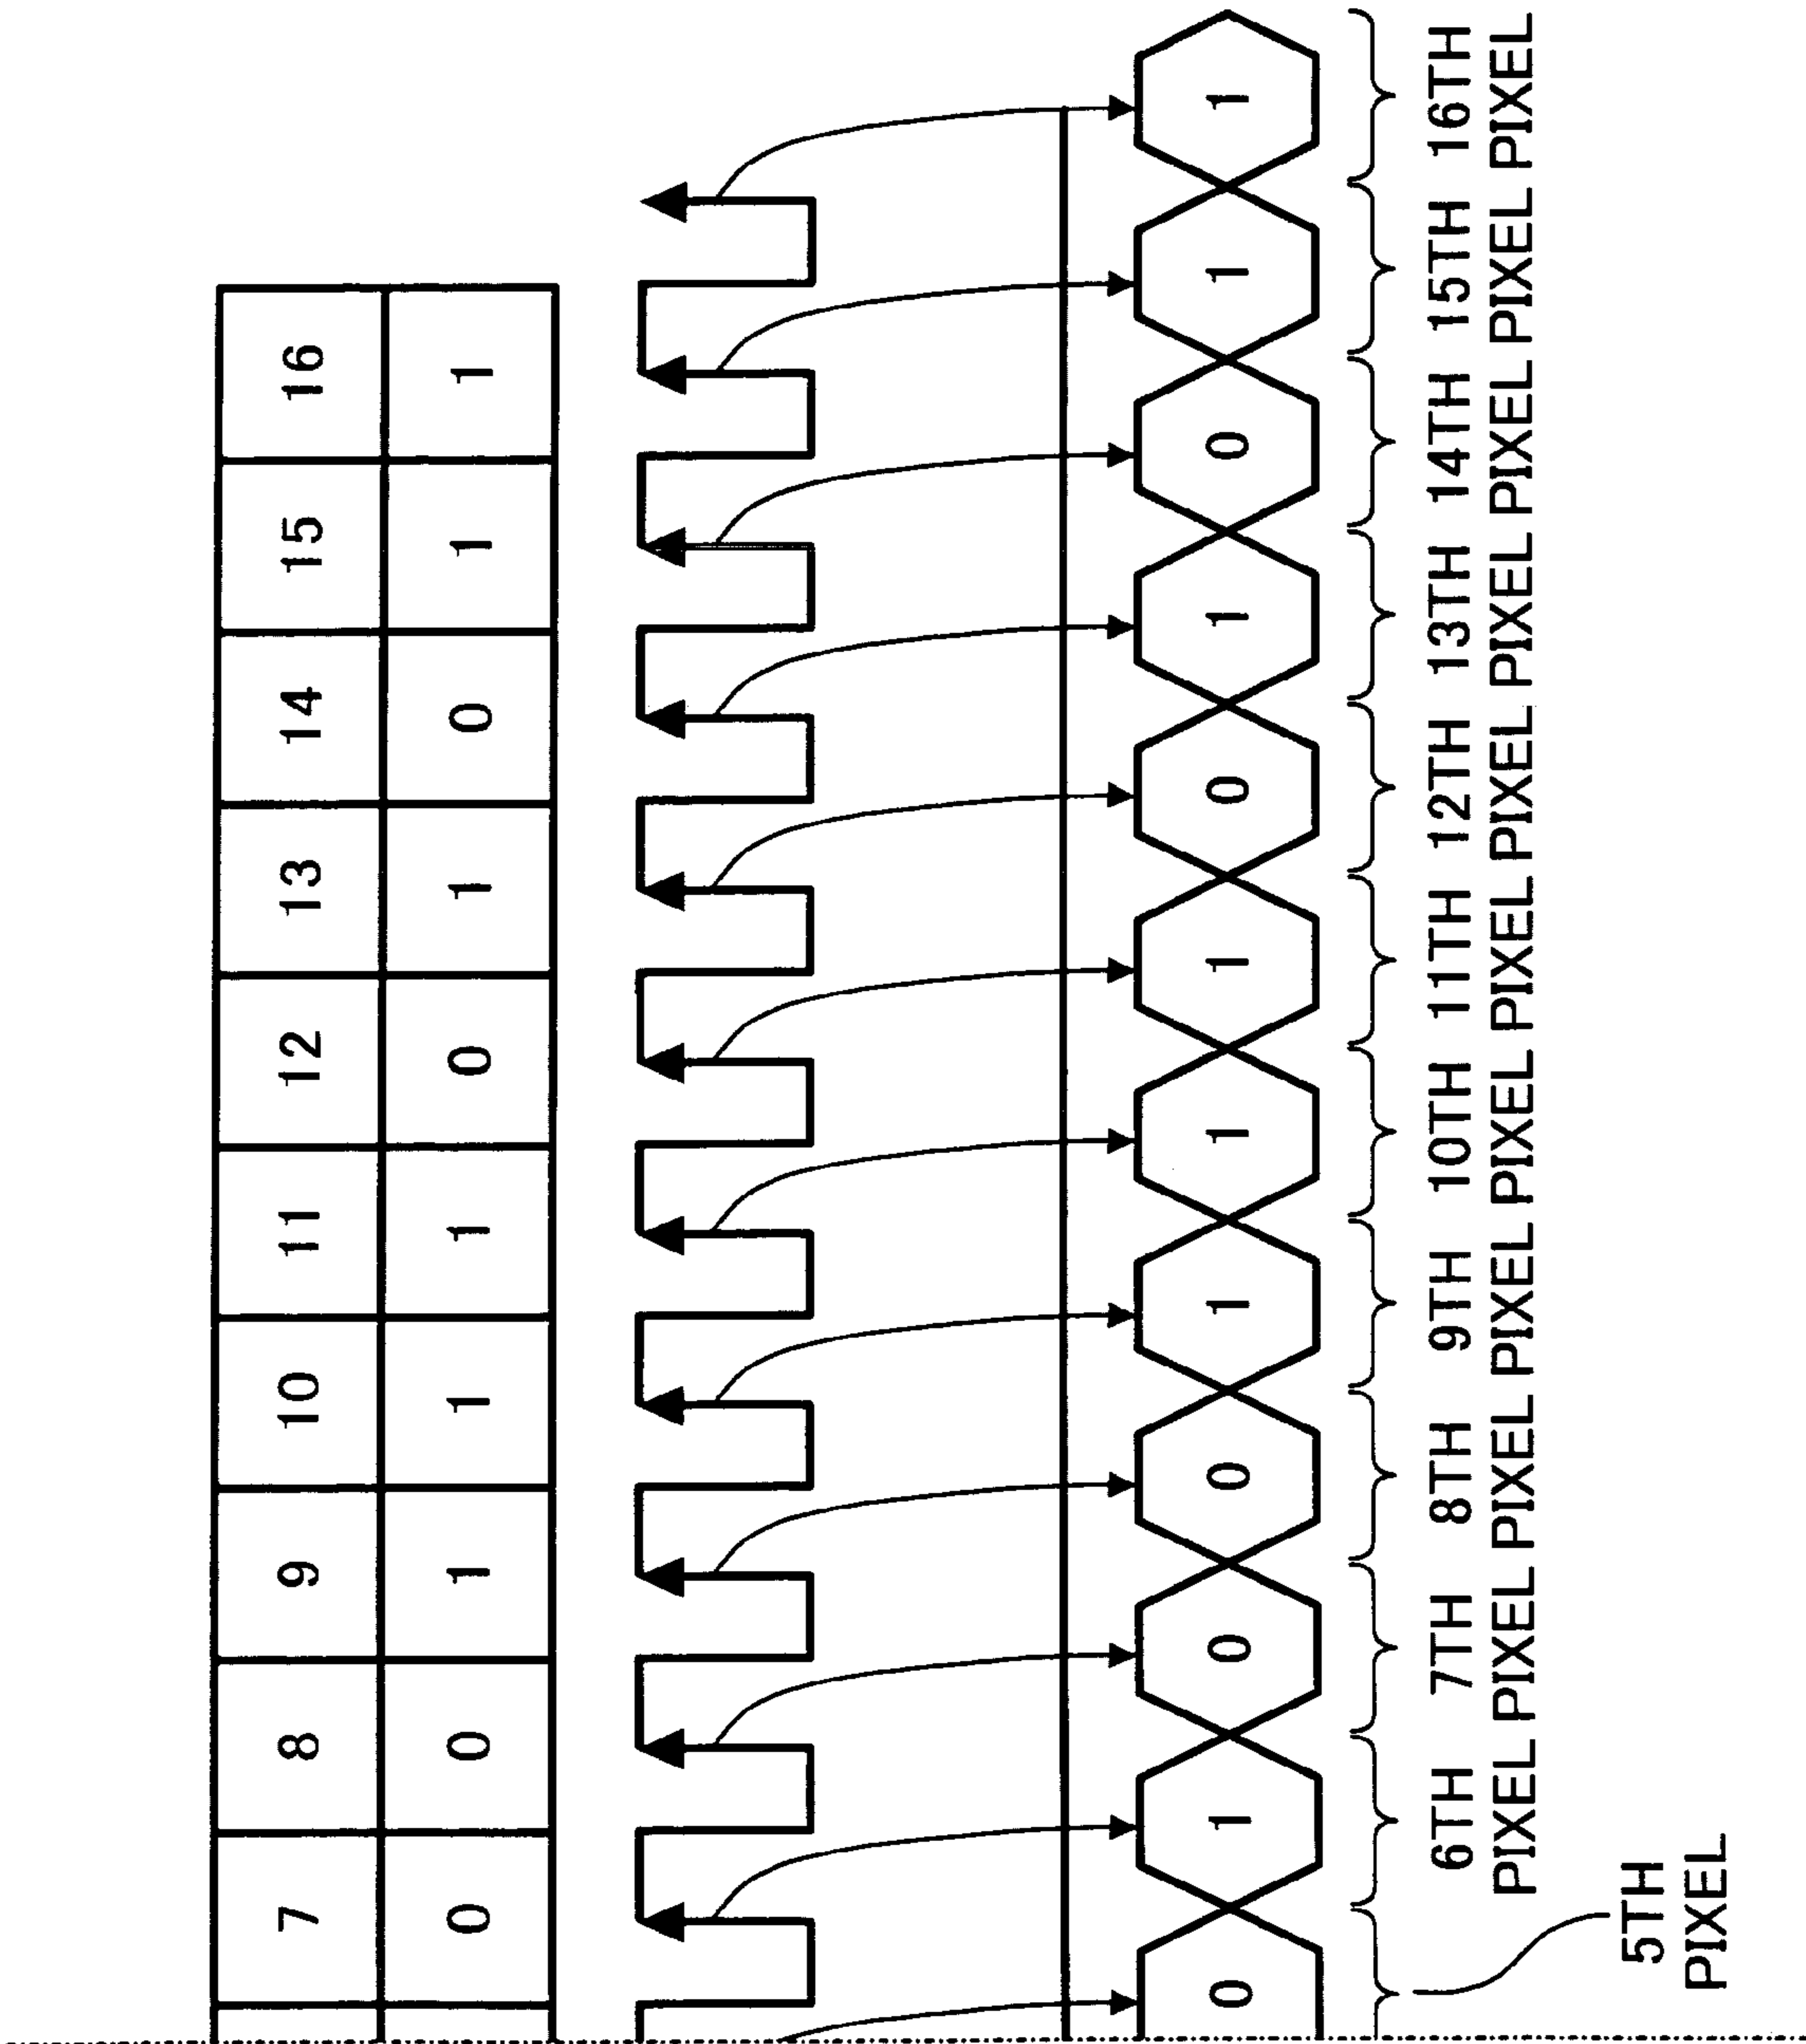 7 8 9 10 11 12 13 14 15 16
0 0 1 1 1 0 1 0 1 1
0 1 0 0 1 1 1 0 1 0 1 1
6TH 7TH 8TH 9TH 10TH 11TH 12TH 13TH 14TH 15TH 16TH
PIXEL PIXEL PIXEL PIXEL PIXEL PIXEL PIXEL PIXEL PIXEL PIXEL PIXEL
5TH
PIXEL